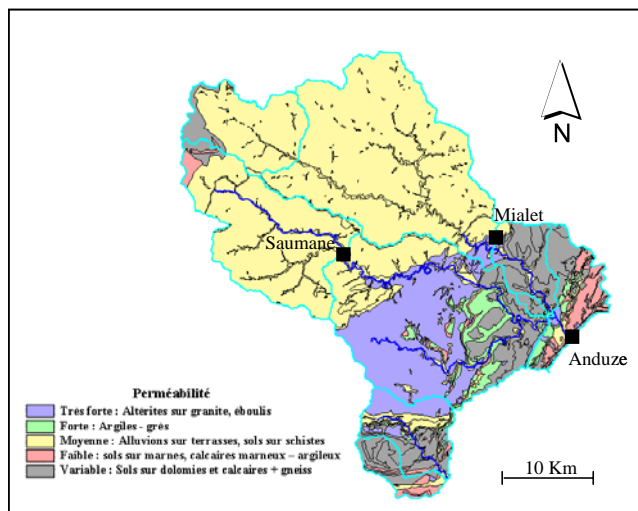 N
Mialet
Saumane
Anduze
Perméabilité
Très forte : Altérites sur granite, éboulis
Forte : Argiles - grès
Moyenne : Alluvions sur terrasses, sols sur schistes
Faible : sols sur marnes, calcaires marneux – argileux
Variable : Sols sur dolomies et calcaires + gneiss
10 Km